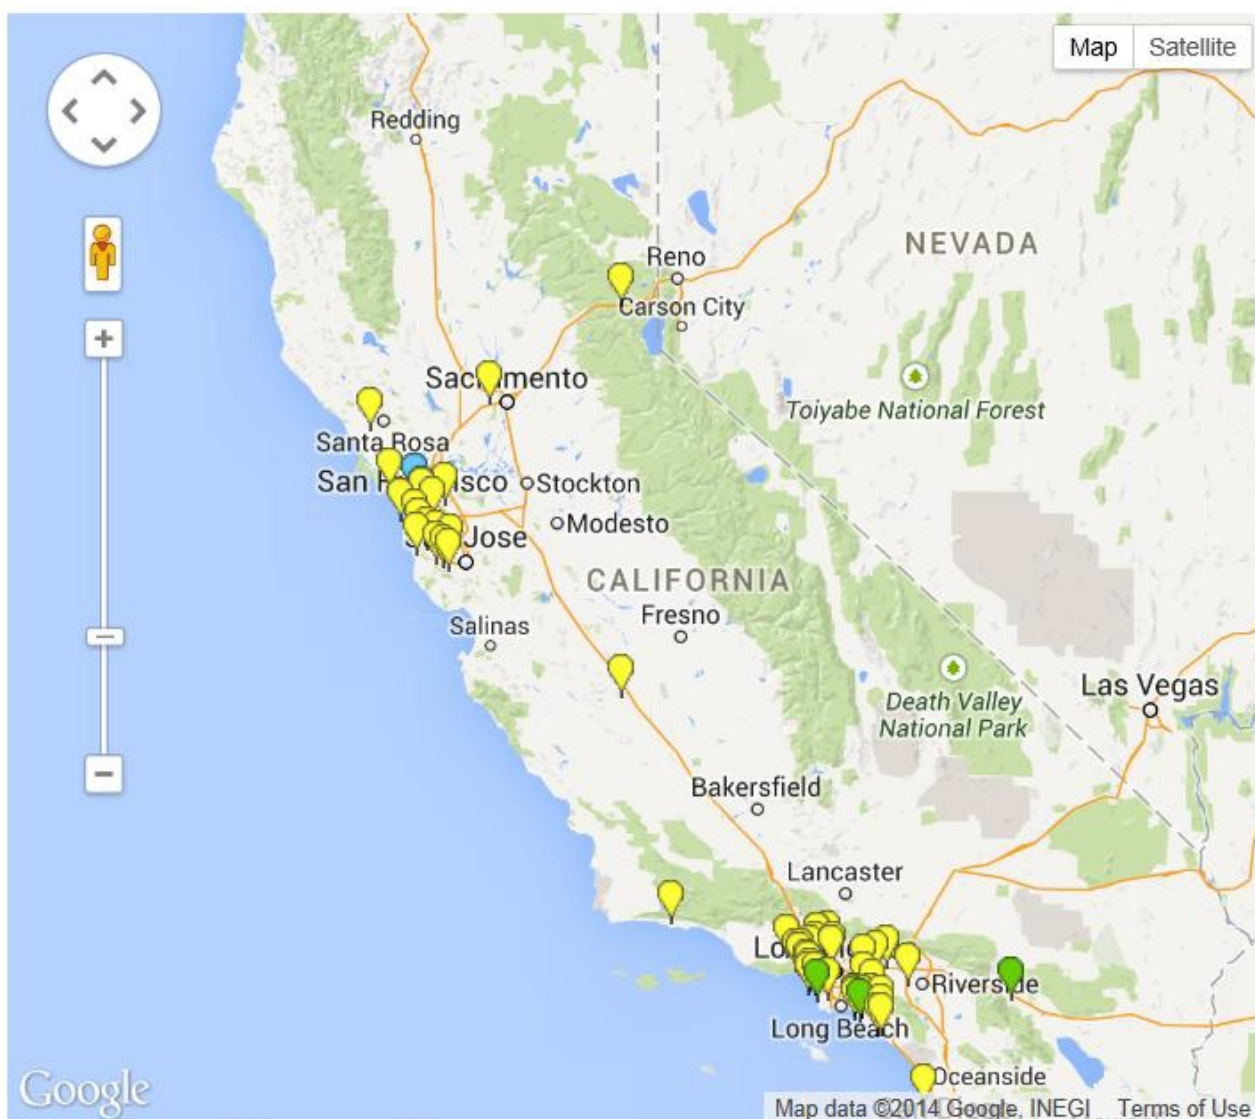 Map Satellite
Redding
NEVADA
Reno
Carson City
Sacramento
Toiyabe National Forest
Santa Rosa
San Francisco
Stockton
Modesto
San Jose
CALIFORNIA
Fresno
Salinas
Las Vegas
Death Valley
National Park
Bakersfield
Lancaster
Riverside
Long Beach
Oceanside
Google
Map data ©2014 Google, INEGI Terms of Use